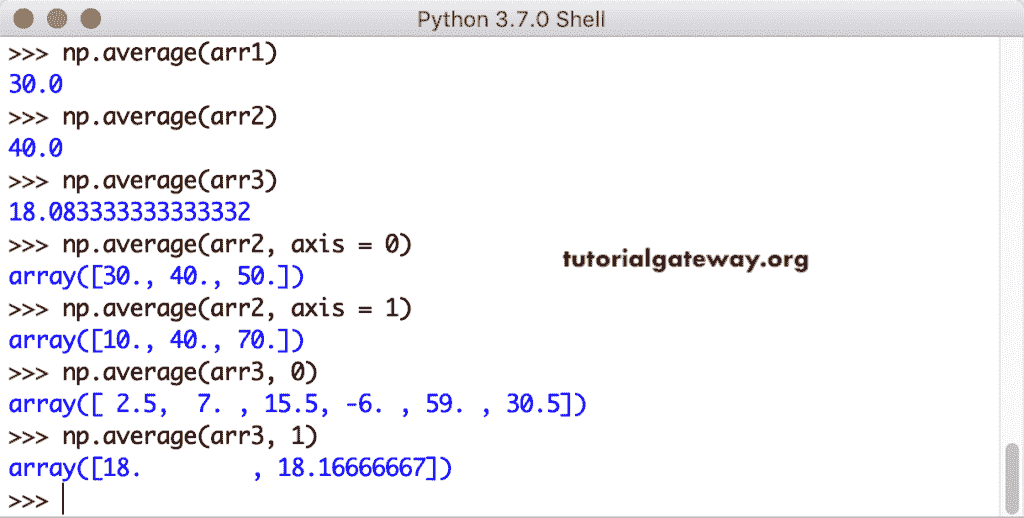 Python 3.7.0 Shell
>>> np.average(arr1)
30.0
>>> np.average(arr2)
40.0
>>> np.average(arr3)
18.083333333333332
>>> np.average(arr2, axis = 0)
array([30., 40., 50.])
>>> np.average(arr2, axis = 1)
array([10., 40., 70.])
>>> np.average(arr3, 0)
array([ 2.5,  7. , 15.5, -6. , 59. , 30.5])
>>> np.average(arr3, 1)
array([18.        , 18.16666667])
>>>
tutorialgateway.org